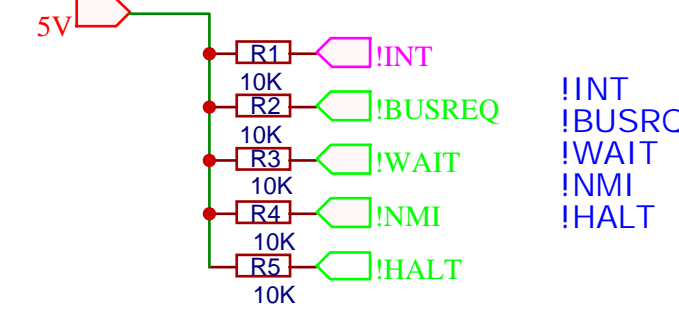 5V
R1 !INT
10K
R2 !BUSREQ
10K
R3 !WAIT
10K
R4 !NMI
10K
R5 !HALT
10K
!INT
!BUSRQ
!WAIT
!NMI
!HALT